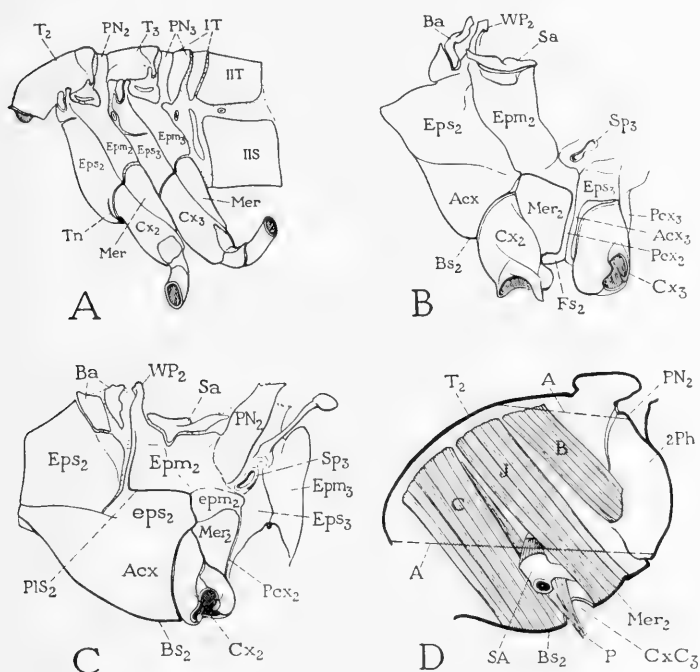 T2 PN2 T3 PN3 IT
IIT
Eps2 Epm2 Eps3 Epm3
IIS
Mer
Cx3
Tn
Mer
Cx2
A
Ba WP2
Sa
Eps2
Epm2
Sp3
Eps3
Acx
Mer2
Pcx3
Acx3
Cx2
Pcx2
Bs2
Fs2
Cx3
B
Ba WP2
Sa
PN2
Eps2
Epm2
Sp3
epm2
Epm3
eps2
Eps3
Mer2
Acx
PlS2
Pcx2
Bs2
Cx2
C
T2
A
PN2
B
2Ph
J
C
A
Mer2
SA
Bs2
P
CxC3
D